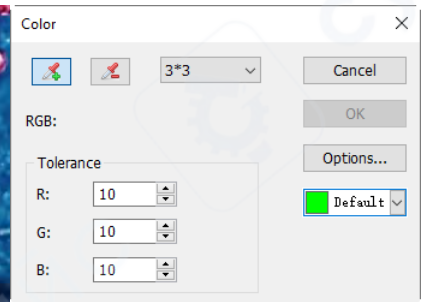 Color
3*3
Cancel
RGB:
OK
Tolerance
Options...
R: 10
Default
G: 10
B: 10